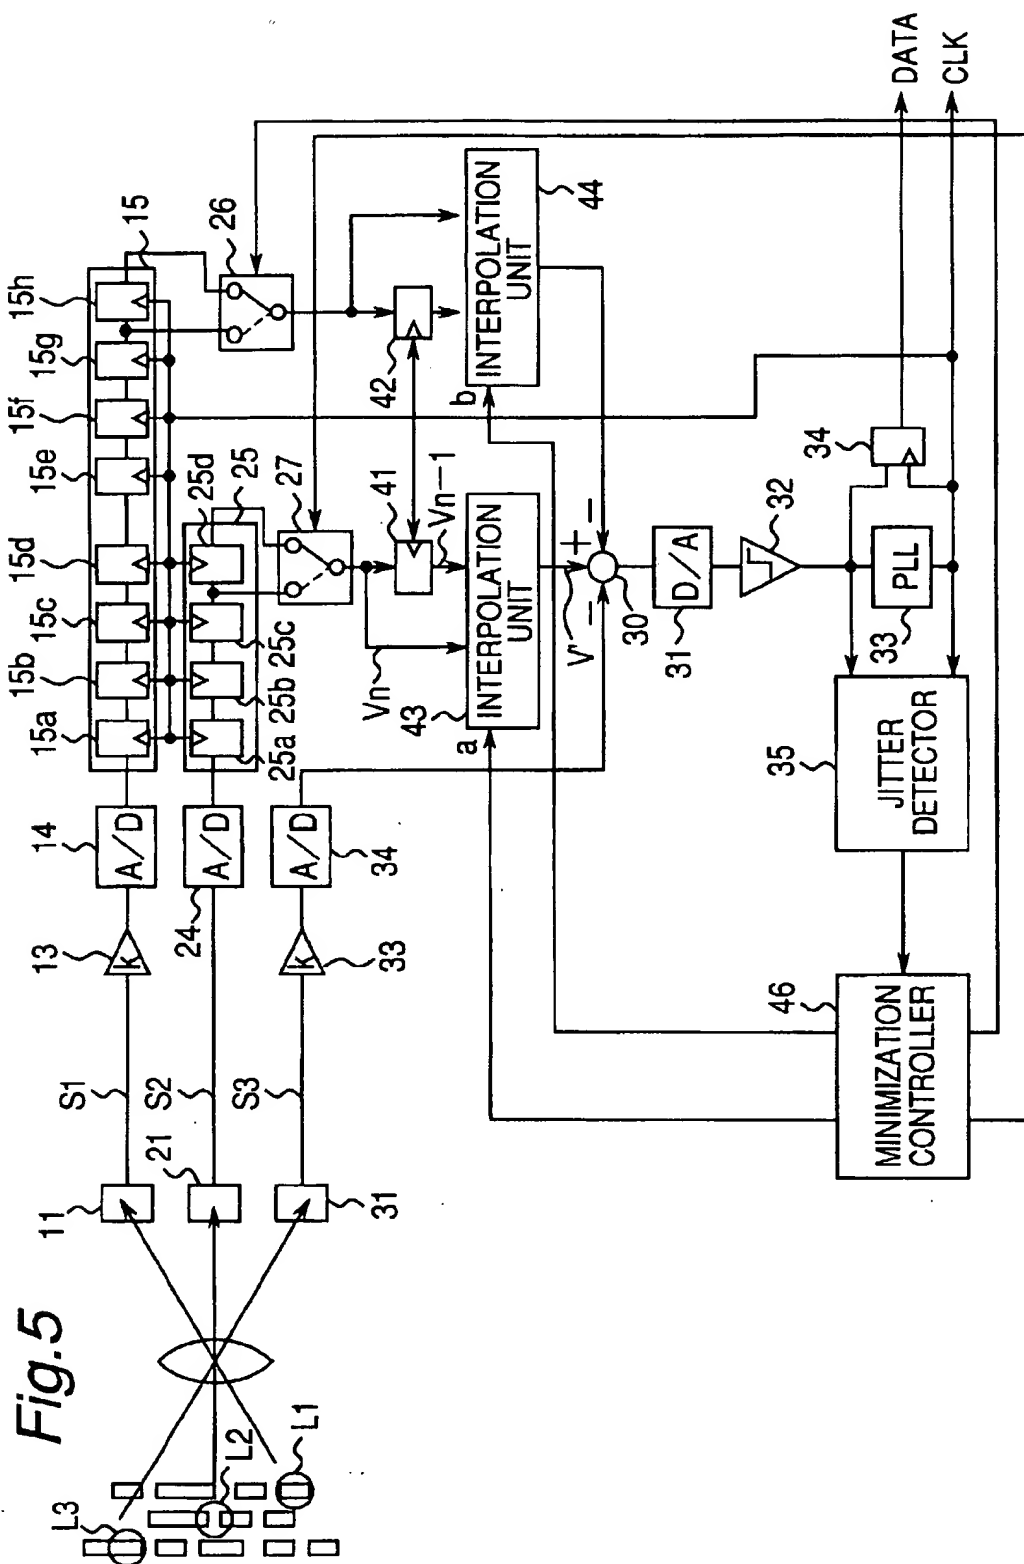 Fig.5
15a
15b
15c
15d
15e
15f
15g
15h
15
14
A/D
13
k
S1
11
25a
25b
25c
25d
25
24
A/D
S2
21
34
A/D
33
k
S3
31
L3
L2
L1
26
27
42
41
Vn
Vn-1
43
a
INTERPOLATION
UNIT
b
INTERPOLATION
UNIT
44
V'
+
−
−
30
31
D/A
32
33
PLL
34
DATA
CLK
35
JITTER
DETECTOR
46
MINIMIZATION
CONTROLLER